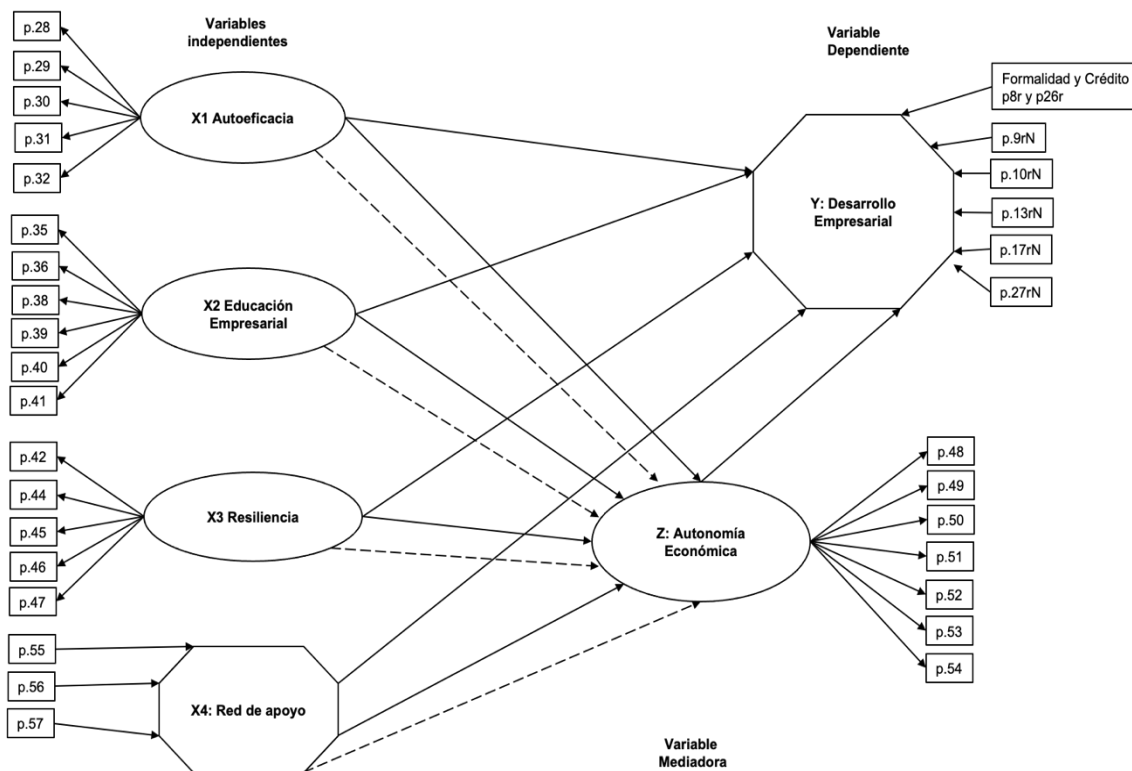 Variables
independientes
Variable
Dependiente
p.28
p.29
p.30
p.31
p.32
X1 Autoeficacia
Formalidad y Crédito
p8r y p26r
p.9rN
p.10rN
p.13rN
p.17rN
p.27rN
Y: Desarrollo
Empresarial
p.35
p.36
p.38
p.39
p.40
p.41
X2 Educación
Empresarial
p.42
p.44
p.45
p.46
p.47
X3 Resiliencia
Z: Autonomía
Económica
p.48
p.49
p.50
p.51
p.52
p.53
p.54
p.55
p.56
p.57
X4: Red de apoyo
Variable
Mediadora